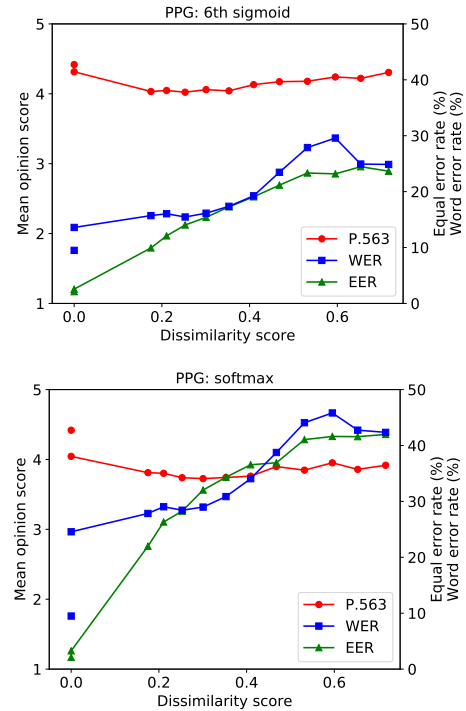 PPG: 6th sigmoid
5
4
3
2
1
Mean opinion score
50
40
30
20
10
0
Equal error rate (%)
Word error rate (%)
P.563
WER
EER
0.0
0.2
0.4
0.6
Dissimilarity score
PPG: softmax
5
4
3
2
1
Mean opinion score
50
40
30
20
10
0
Equal error rate (%)
Word error rate (%)
P.563
WER
EER
0.0
0.2
0.4
0.6
Dissimilarity score